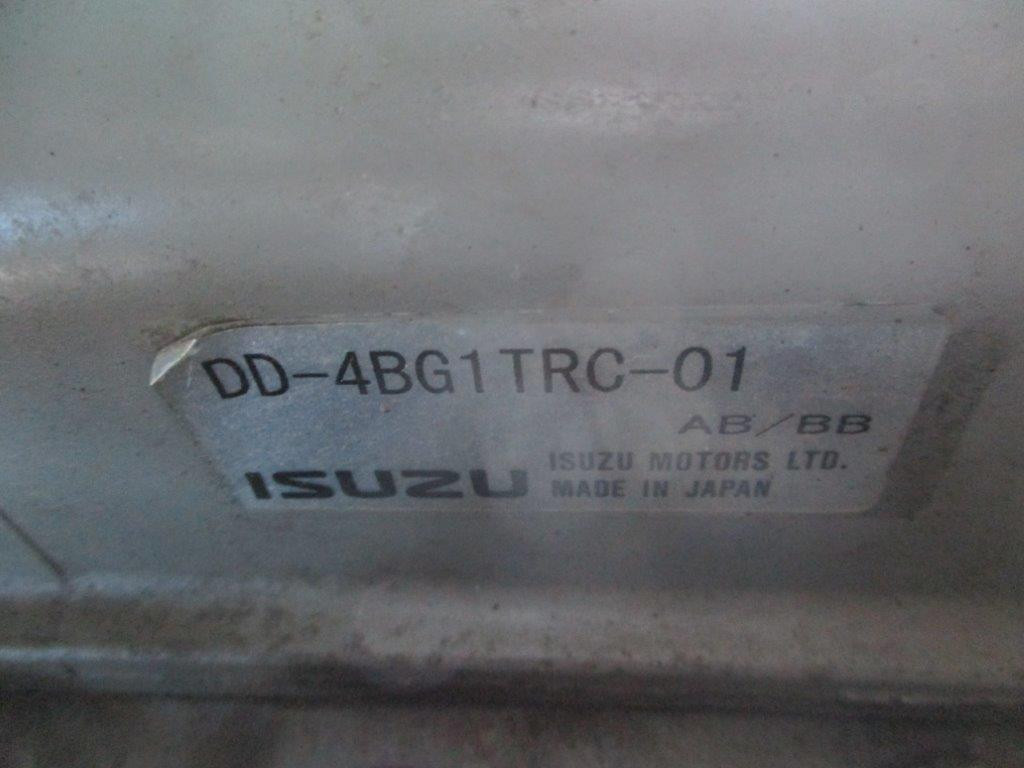 DD-4BG1TRC-01
AB/BB
ISUZU
ISUZU MOTORS LTD.
MADE IN JAPAN